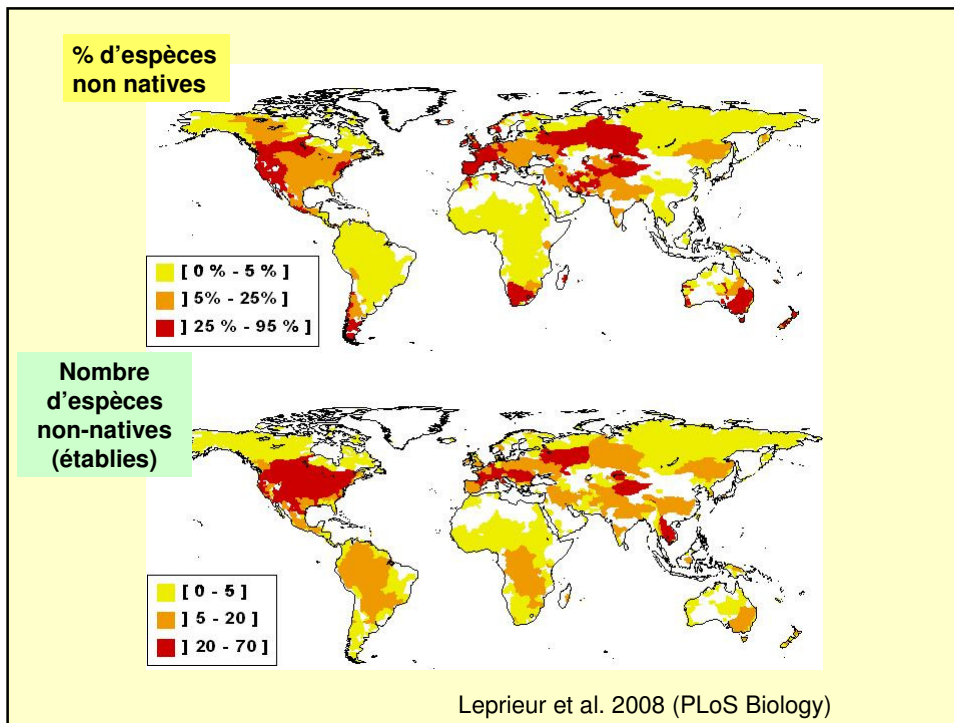 % d'espèces
non natives
[ 0 % - 5 % ]
] 5% - 25% ]
] 25 % - 95 % ]
Nombre
d'espèces
non-natives
(établies)
[ 0 - 5 ]
] 5 - 20 ]
] 20 - 70 ]
Leprieur et al. 2008 (PLoS Biology)